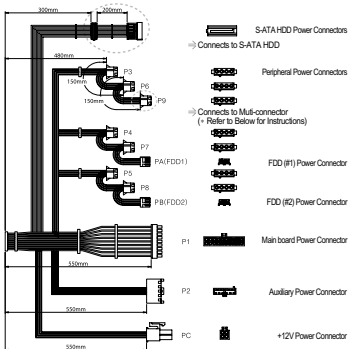 300mm
200mm
S-ATA HDD Power Connectors
Connects to S-ATA HDD
480mm
P3
Peripheral Power Connectors
150mm
P6
P9
150mm
Connects to Muti-connector
(* Refer to Below for Instructions)
P4
P7
PA(FDD1)
FDD (#1) Power Connector
P5
P8
PB(FDD2)
FDD (#2) Power Connector
P1
Main board Power Connector
550mm
P2
Auxiliary Power Connector
550mm
PC
+12V Power Connector
550mm